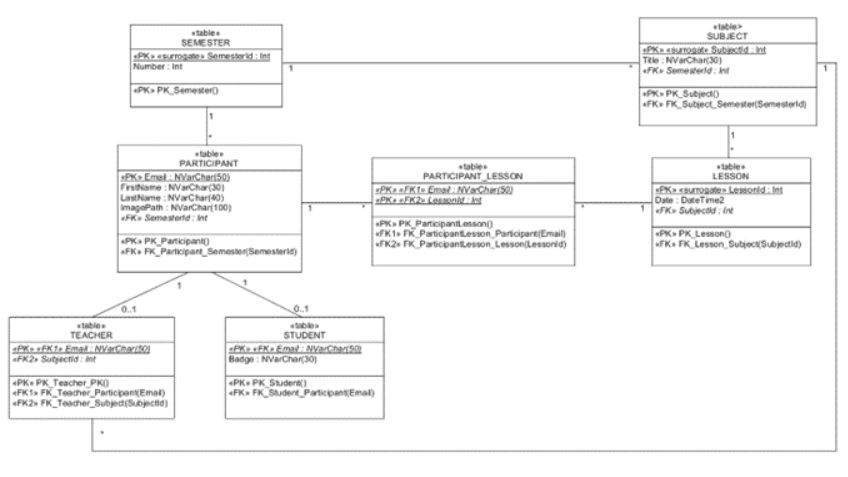 «table»
SEMESTER
«PK» «surrogate» SemesterId : Int
Number : Int
«PK» PK_Semester()
«table>
SUBJECT
«PK» «surrogat» SubjectId : Int
Title : NVarChar(30)
«FK» SemesterId : Int
«PK» PK_Subject()
«FK» FK_Subject_Semester(SemesterId)
1
*
1
1
*
1
*
«table»
PARTICIPANT
«PK» Email : NVarChar(50)
FirstName : NVarChar(30)
LastName : NVarChar(40)
ImagePath : NVarChar(100)
«FK» SemesterId : Int
«PK» PK_Participant()
«FK» FK_Participant_Semester(SemesterId)
«table»
PARTICIPANT_LESSON
«PK» «FK1» Email : NVarChar(50)
«PK» «FK2» LessonId : Int
«PK» PK_ParticipantLesson()
«FK1» FK_ParticipantLesson_Participant(Email)
«FK2» FK_ParticipantLesson_Lesson(LessonId)
«table»
LESSON
«PK» «surrogate» LessonId : Int
Date : DateTime2
«FK» SubjectId : Int
«PK» PK_Lesson()
«FK» FK_Lesson_Subject(SubjectId)
1
*
*
1
1
1
0..1
0..1
«table»
TEACHER
«PK» «FK1» Email : NVarChar(50)
«FK2» SubjectId : Int
«PK» PK_Teacher_PK()
«FK1» FK_Teacher_Participant(Email)
«FK2» FK_Teacher_Subject(SubjectId)
«table»
STUDENT
«PK» «FK» Email : NVarChar(50)
Badge : NVarChar(30)
«PK» PK_Student()
«FK» FK_Student_Participant(Email)
*